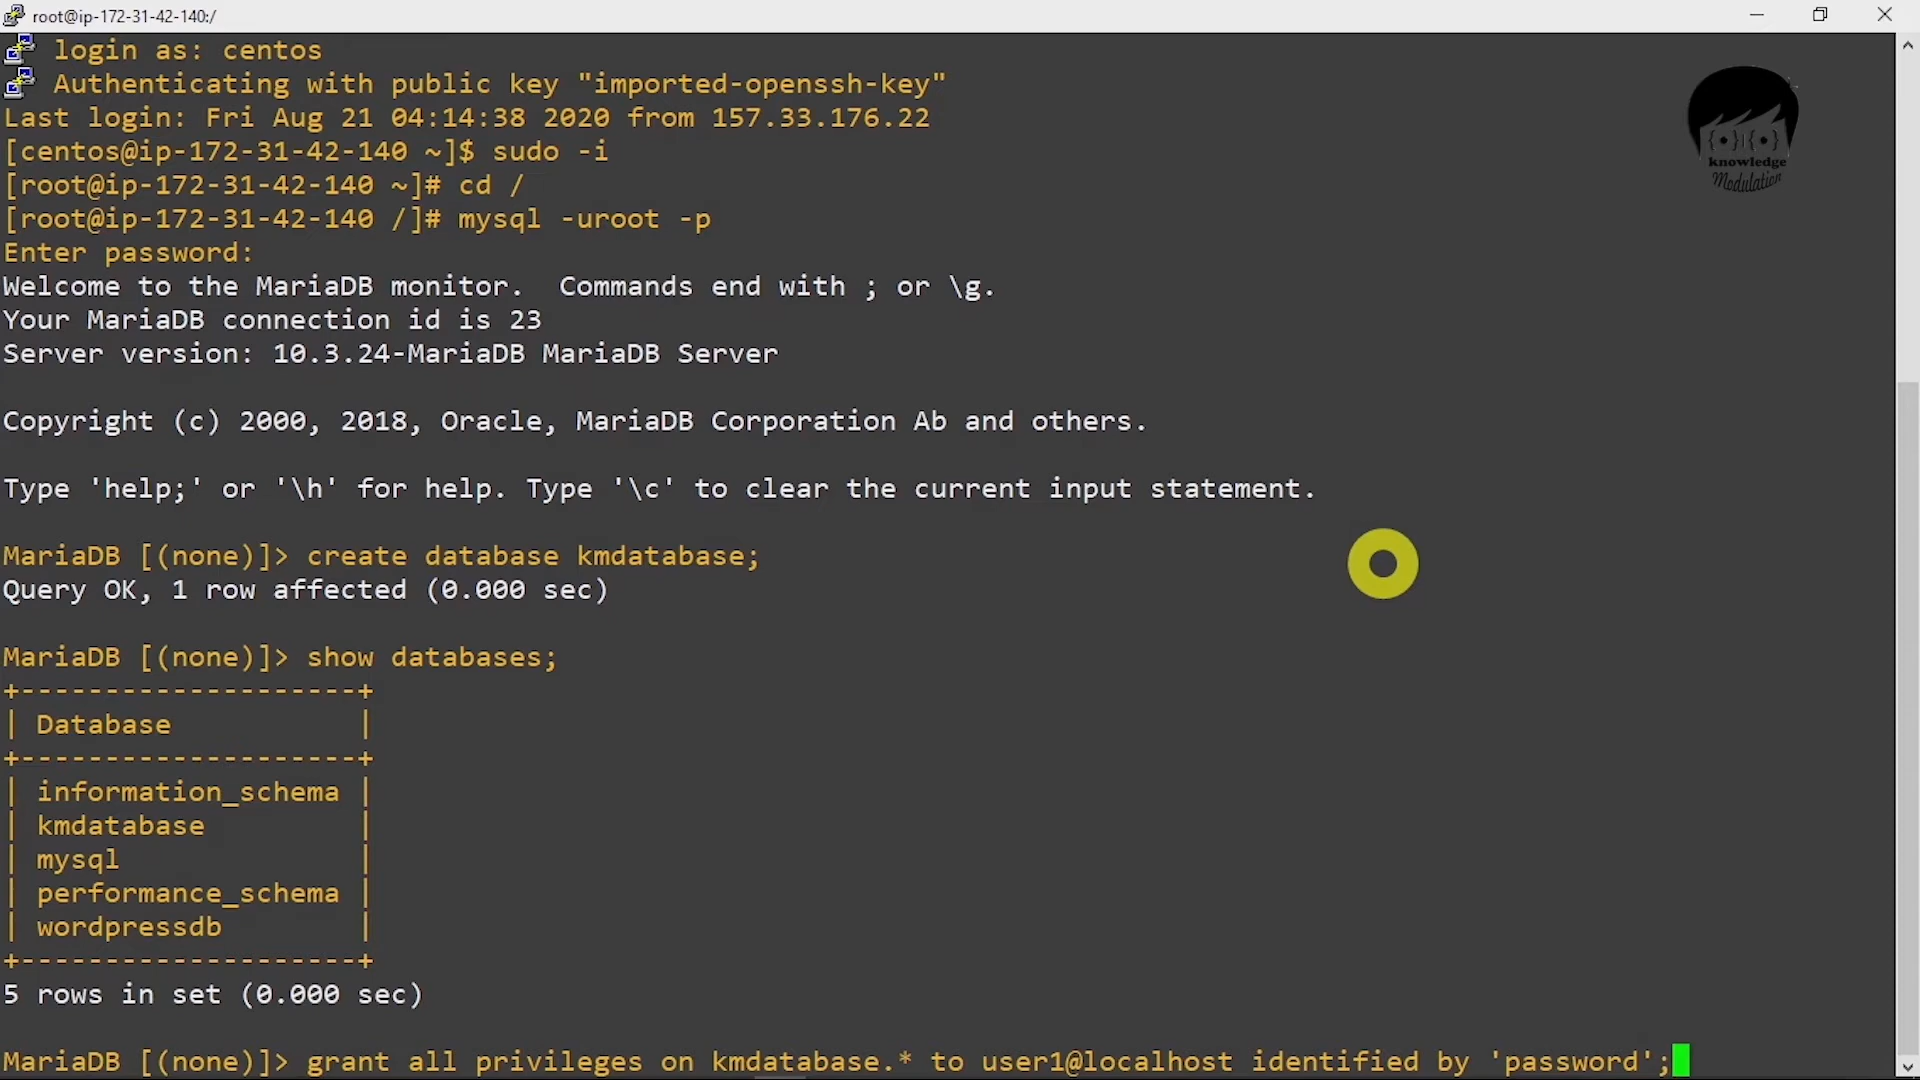 root@ip-172-31-42-140:/
login as: centos
Authenticating with public key "imported-openssh-key"
Last login: Fri Aug 21 04:14:38 2020 from 157.33.176.22
[centos@ip-172-31-42-140 ~]$ sudo -i
[root@ip-172-31-42-140 ~]# cd /
[root@ip-172-31-42-140 /]# mysql -uroot -p
Enter password:
Welcome to the MariaDB monitor.  Commands end with ; or \g.
Your MariaDB connection id is 23
Server version: 10.3.24-MariaDB MariaDB Server
Copyright (c) 2000, 2018, Oracle, MariaDB Corporation Ab and others.
Type 'help;' or '\h' for help. Type '\c' to clear the current input statement.
MariaDB [(none)]> create database kmdatabase;
Query OK, 1 row affected (0.000 sec)
MariaDB [(none)]> show databases;
+--------------------+
| Database           |
+--------------------+
| information_schema |
| kmdatabase         |
| mysql              |
| performance_schema |
| wordpressdb        |
+--------------------+
5 rows in set (0.000 sec)
MariaDB [(none)]> grant all privileges on kmdatabase.* to user1@localhost identified by 'password';
{○}|{○}
knowledge
Modulation